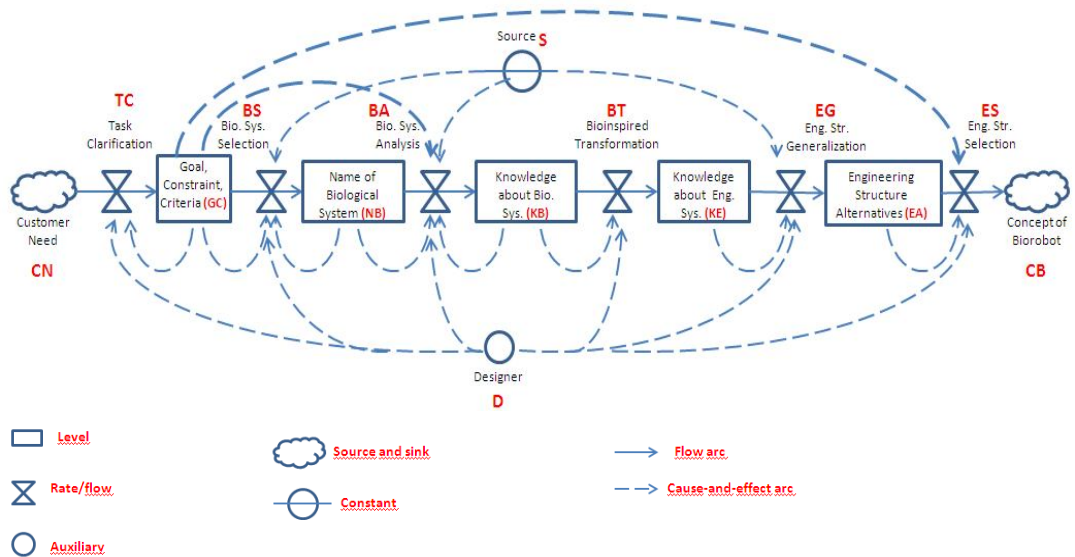 Source S
TC
BS
BA
BT
EG
ES
Task
Clarification
Bio. Sys.
Selection
Bio. Sys.
Analysis
Bioinspired
Transformation
Eng. Str.
Generalization
Eng. Str.
Selection
Goal,
Constraint,
Criteria (GC)
Name of
Biological
System (NB)
Knowledge
about Bio.
Sys. (KB)
Knowledge
about Eng.
Sys. (KE)
Engineering
Structure
Alternatives (EA)
Customer
Need
CN
Concept of
Biorobot
CB
Designer
D
Level
Source and sink
Flow arc
Rate/flow
Constant
Cause-and-effect arc
Auxiliary